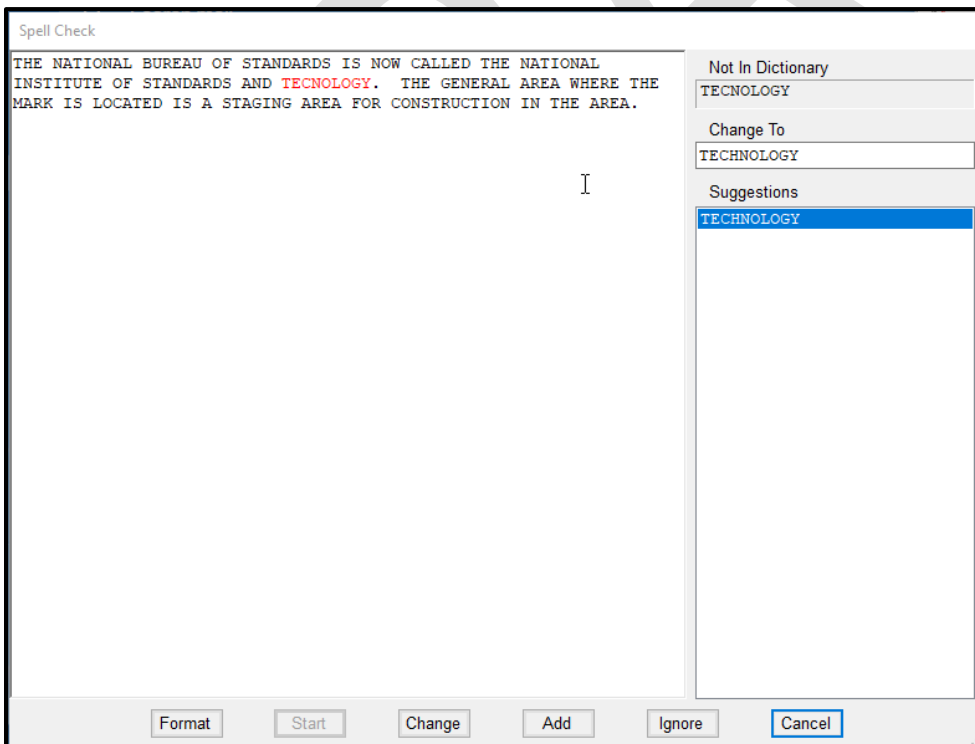 Spell Check
THE NATIONAL BUREAU OF STANDARDS IS NOW CALLED THE NATIONAL
INSTITUTE OF STANDARDS AND TECNOLOGY.  THE GENERAL AREA WHERE THE
MARK IS LOCATED IS A STAGING AREA FOR CONSTRUCTION IN THE AREA.
Not In Dictionary
TECNOLOGY
Change To
TECHNOLOGY
Suggestions
TECHNOLOGY
Format Start Change Add Ignore Cancel